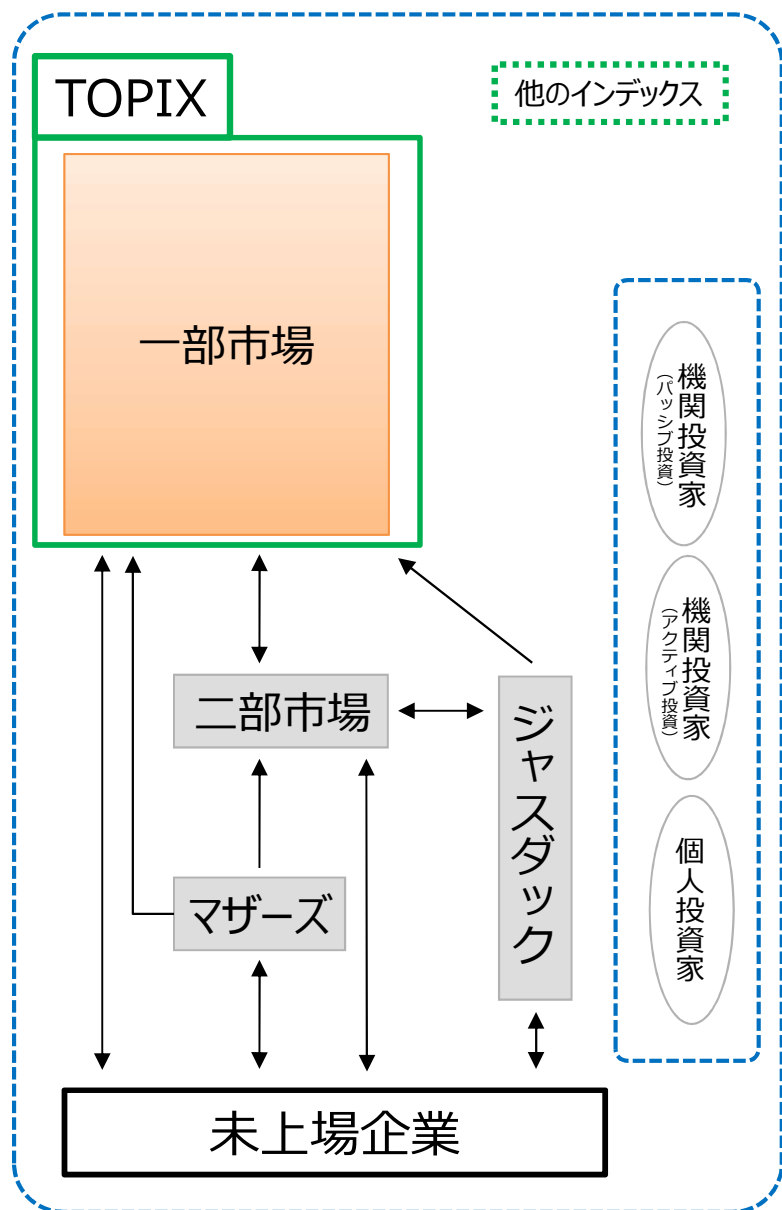 TOPIX
他のインデックス
一部市場
機関投資家
（パッシブ投資）
機関投資家
（アクティブ投資）
二部市場
ジャスダック
マザーズ
個人投資家
未上場企業